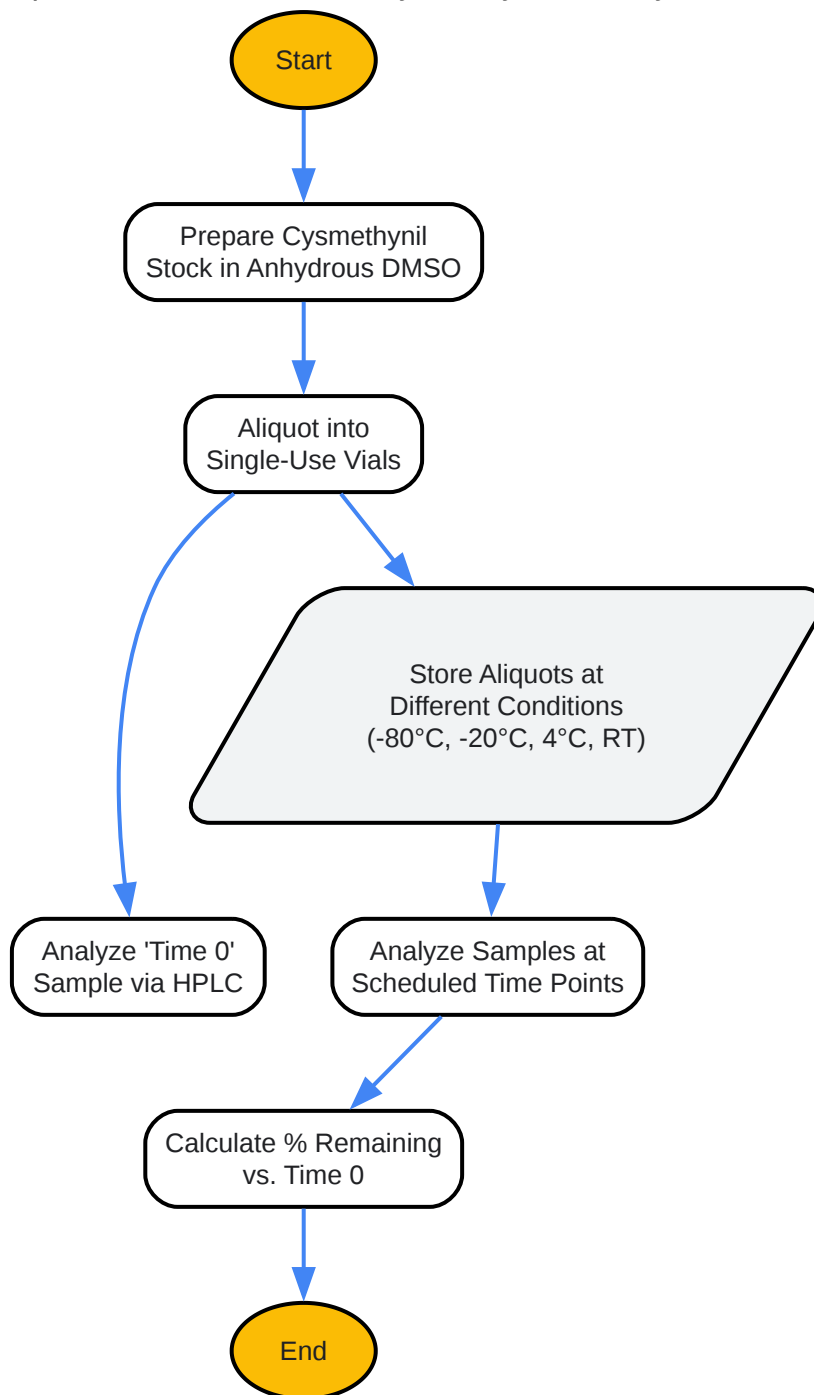 Start
Prepare Cysmethynil
Stock in Anhydrous DMSO
Aliquot into
Single-Use Vials
Store Aliquots at
Different Conditions
(-80°C, -20°C, 4°C, RT)
Analyze 'Time 0'
Sample via HPLC
Analyze Samples at
Scheduled Time Points
Calculate % Remaining
vs. Time 0
End